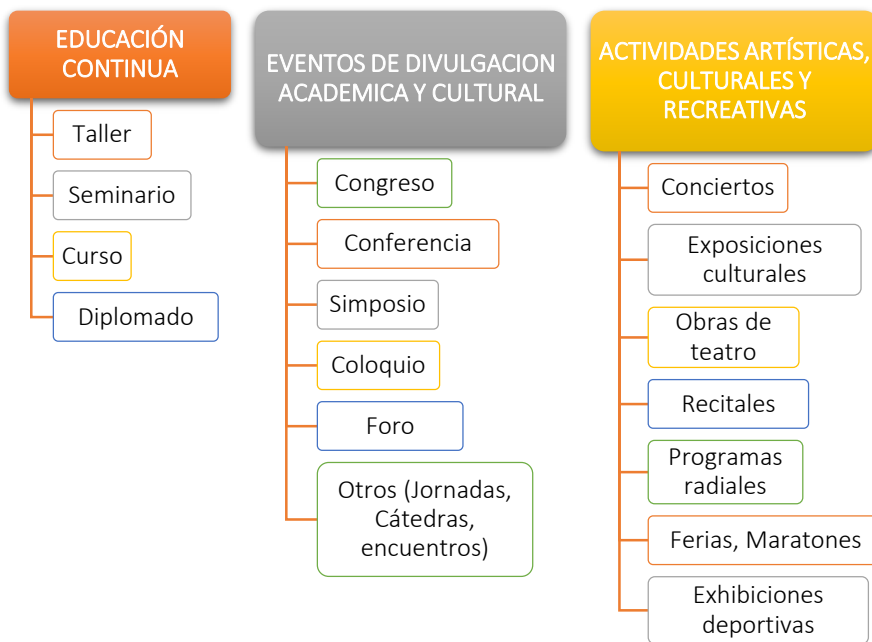 EDUCACIÓN
CONTINUA
Taller
Seminario
Curso
Diplomado
EVENTOS DE DIVULGACION
ACADEMICA Y CULTURAL
Congreso
Conferencia
Simposio
Coloquio
Foro
Otros (Jornadas,
Cátedras,
encuentros)
ACTIVIDADES ARTÍSTICAS,
CULTURALES Y
RECREATIVAS
Conciertos
Exposiciones
culturales
Obras de
teatro
Recitales
Programas
radiales
Ferias, Maratones
Exhibiciones
deportivas